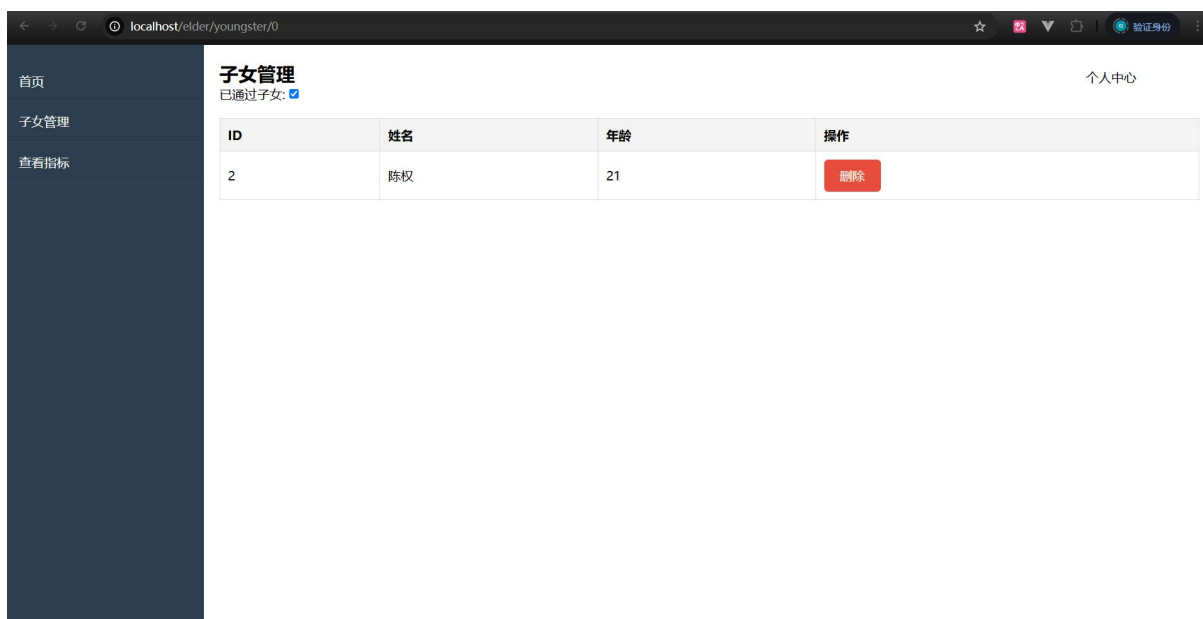 localhost/elder/youngster/0
验证身份
首页
子女管理
查看指标
子女管理
个人中心
已通过子女:
ID 姓名 年龄 操作
2 陈权 21 删除